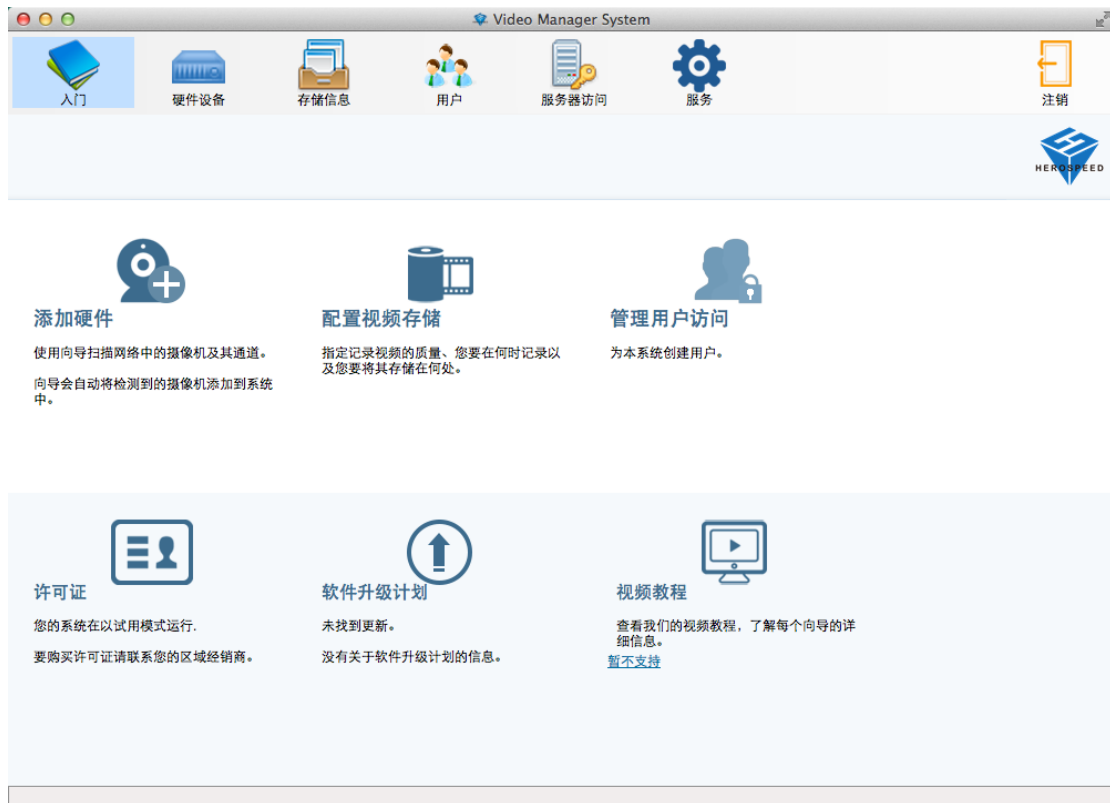 Video Manager System
入门
硬件设备
存储信息
用户
服务器访问
服务
注销
HEROSPEED
添加硬件
使用向导扫描网络中的摄像机及其通道。
向导会自动将检测到的摄像机添加到系统
中。
配置视频存储
指定记录视频的质量、您要在何时记录以
及您要将其存储在何处。
管理用户访问
为本系统创建用户。
许可证
您的系统在以试用模式运行.
要购买许可证请联系您的区域经销商。
软件升级计划
未找到更新。
没有关于软件升级计划的信息。
视频教程
查看我们的视频教程，了解每个向导的详
细信息。
暂不支持